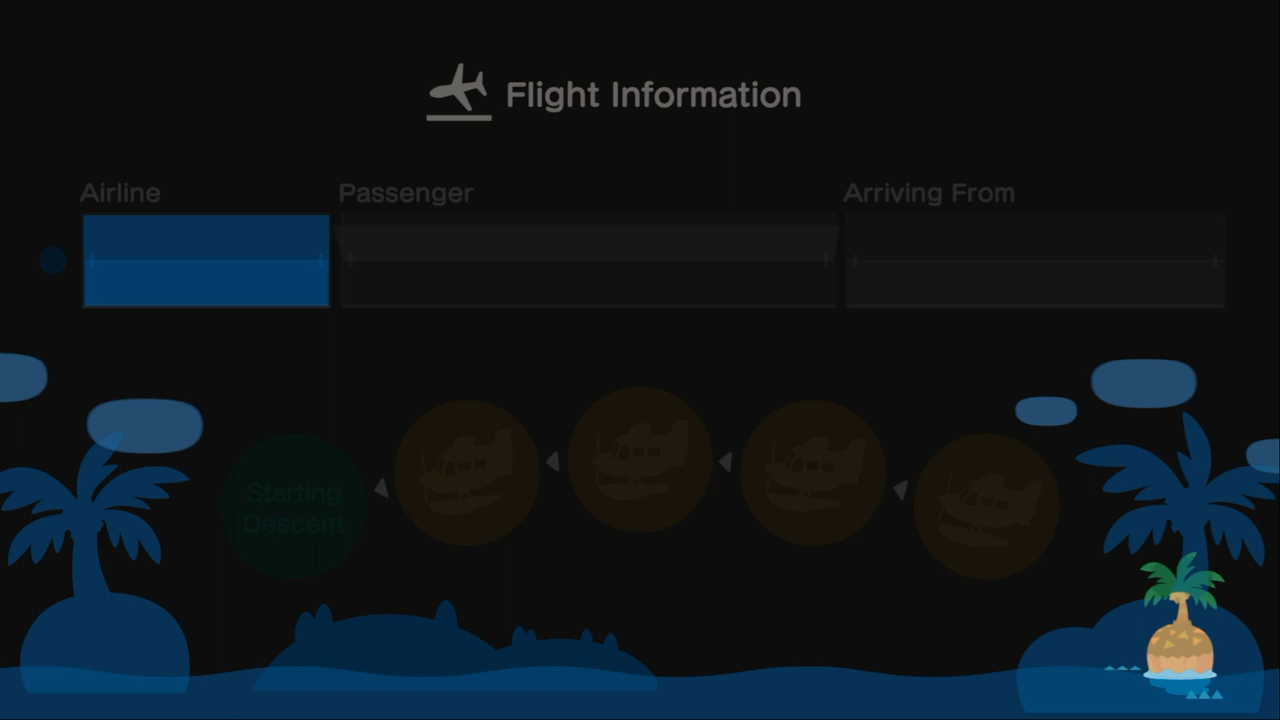 Flight Information
Airline
Passenger
Arriving From
Starting
Descent